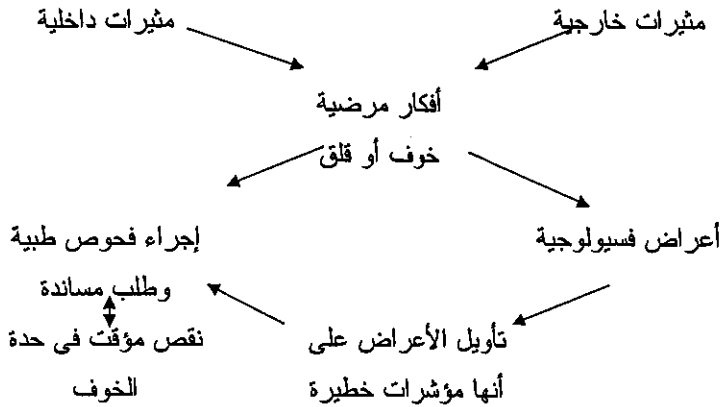 مثيرات خارجية
مثيرات داخلية
أفكار مرضية
خوف أو قلق
أعراض فسيولوجية
إجراء فحوص طبية
وطلب مساندة
تأويل الأعراض على
أنها مؤشرات خطيرة
نقص مؤقت فى حدة
الخوف